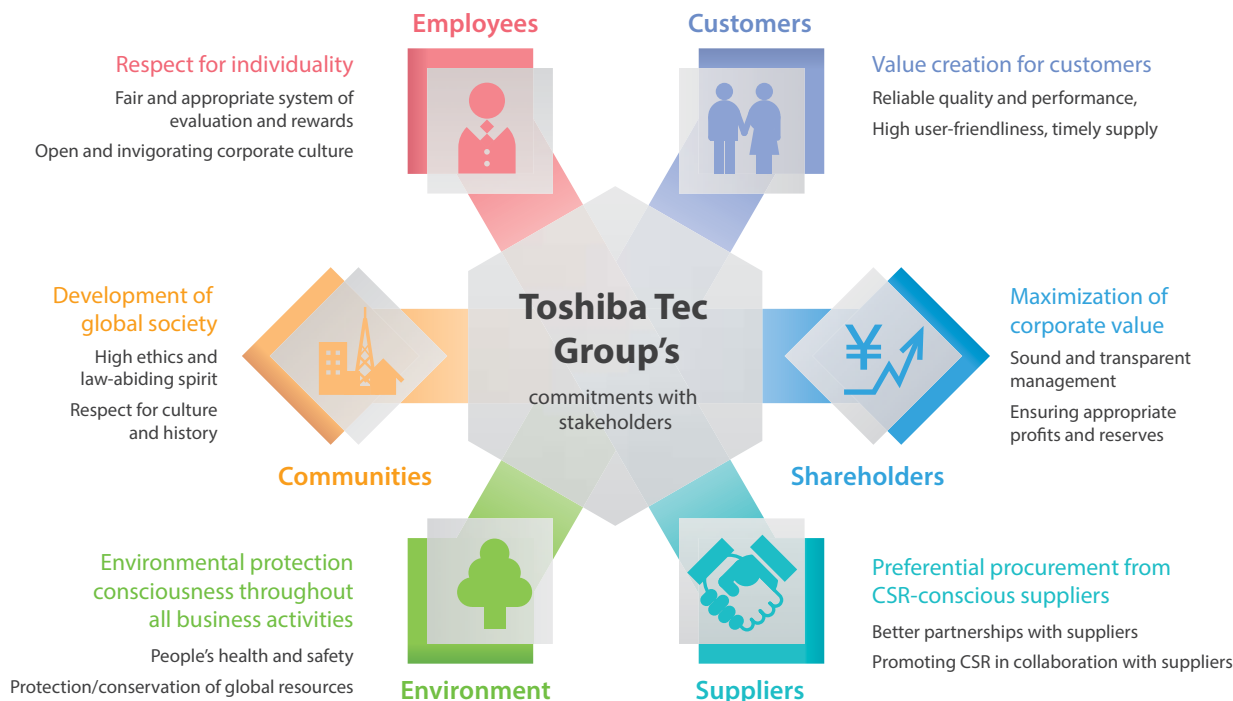 Employees
Respect for individuality
Fair and appropriate system of
evaluation and rewards
Open and invigorating corporate culture
Customers
Value creation for customers
Reliable quality and performance,
High user-friendliness, timely supply
Development of
global society
High ethics and
law-abiding spirit
Respect for culture
and history
Communities
Toshiba Tec
Group’s
commitments with
stakeholders
¥
Maximization of
corporate value
Sound and transparent
management
Ensuring appropriate
profits and reserves
Shareholders
Environmental protection
consciousness throughout
all business activities
People’s health and safety
Protection/conservation of global resources
Environment
Preferential procurement from
CSR-conscious suppliers
Better partnerships with suppliers
Promoting CSR in collaboration with suppliers
Suppliers